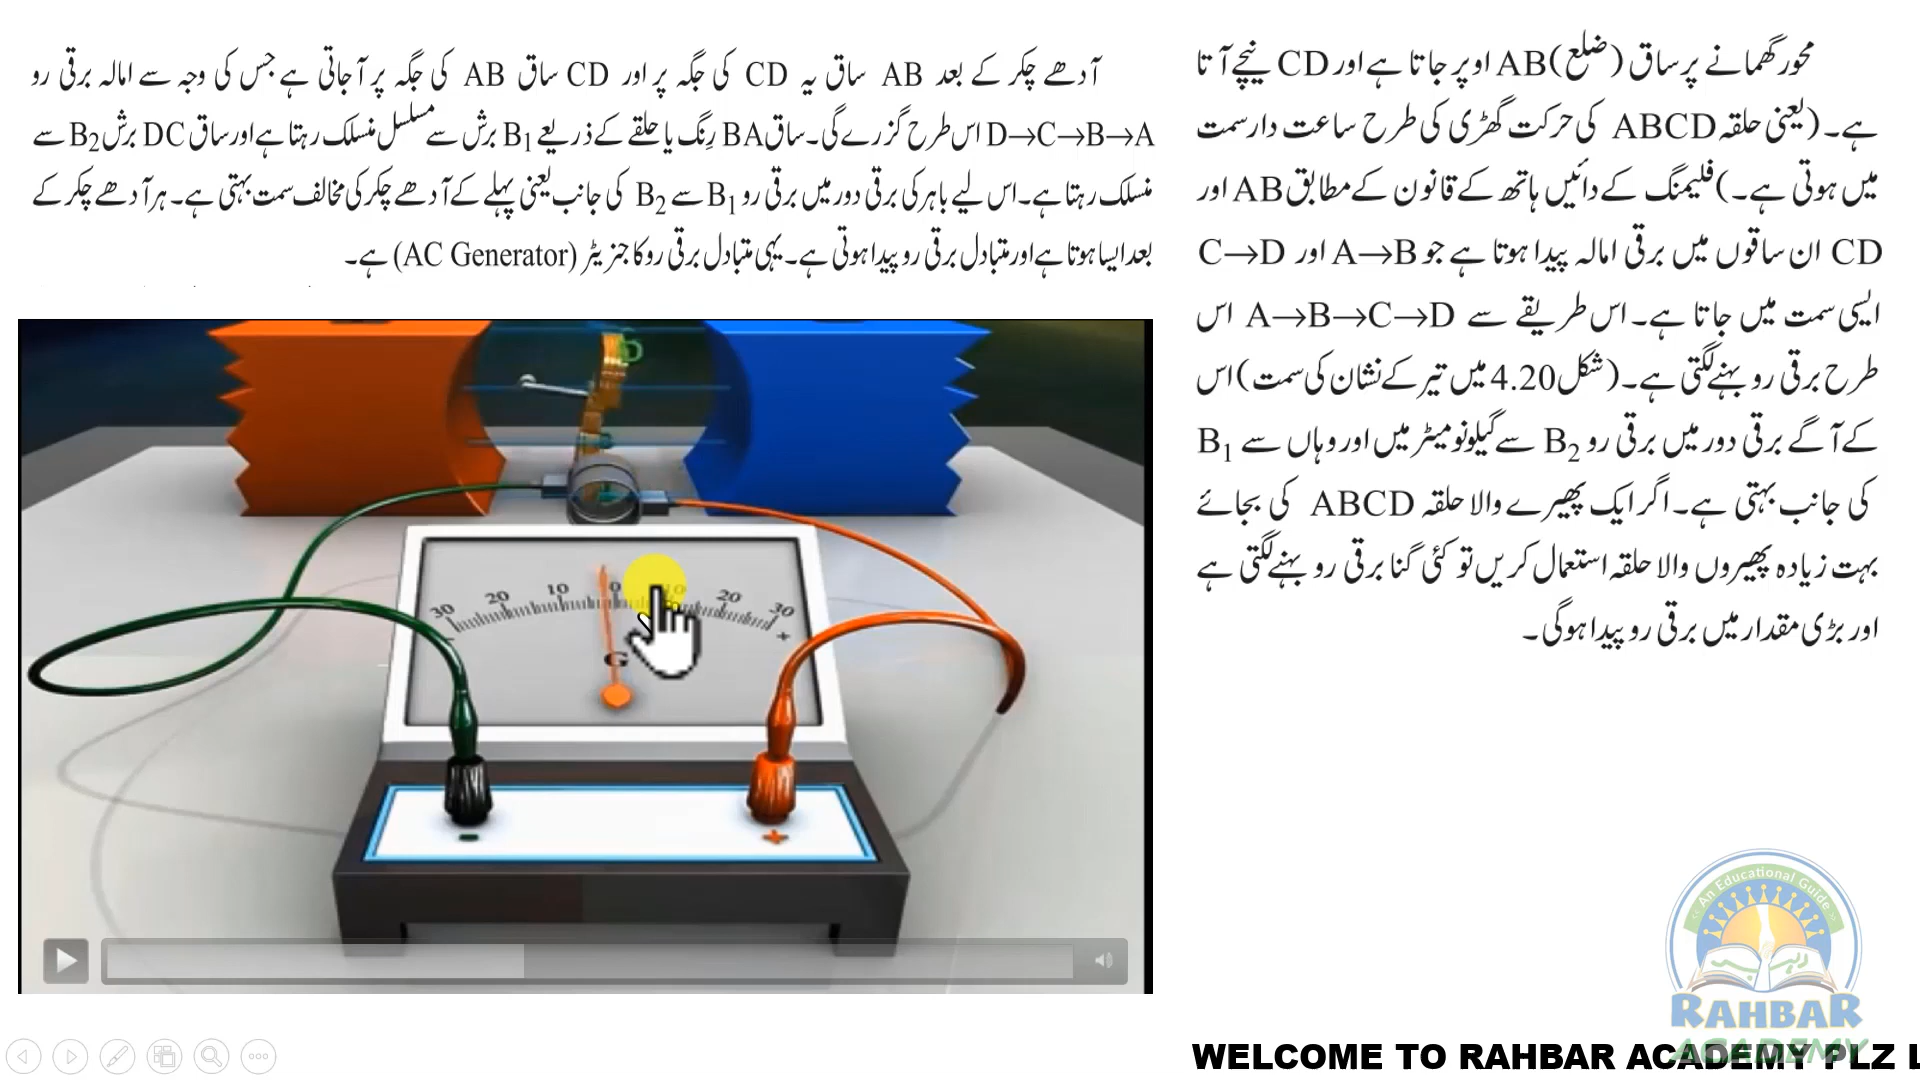 محور گھمانے پر ساق (ضلع) AB اوپر جاتا ہے اور CD نیچے آتا
ہے۔ (یعنی حلقہ ABCD کی حرکت گھڑی کی طرح ساعت دار سمت
میں ہوتی ہے۔) فلیمنگ کے دائیں ہاتھ کے قانون کے مطابق AB اور
CD ان ساقوں میں برقی امالہ پیدا ہوتا ہے جو A→B اور C→D
ایسی سمت میں جاتا ہے۔ اس طریقے سے A→B→C→D اس
طرح برقی رو بہنے لگتی ہے۔ (شکل 4.20 میں تیر کے نشان کی سمت) اس
کے آگے برقی دور میں برقی رو B2 سے گیلونومیٹر میں اور وہاں سے B1
کی جانب بہتی ہے۔ اگر ایک پھیرے والا حلقہ ABCD کی بجائے
بہت زیادہ پھیروں والا حلقہ استعمال کریں تو کئی گنا برقی رو بہنے لگتی ہے
اور بڑی مقدار میں برقی رو پیدا ہوگی۔
آدھے چکر کے بعد AB ساق یہ CD کی جگہ پر اور CD ساق AB کی جگہ پر آ جاتی ہے جس کی وجہ سے امالہ برقی رو
D→C→B→A اس طرح گزرے گی۔ ساق BA رِنگ یا حلقے کے ذریعے B1 برش سے مسلسل منسلک رہتا ہے اور ساق DC برش B2 سے
منسلک رہتا ہے۔ اس لیے باہر کی برقی دور میں برقی رو B1 سے B2 کی جانب یعنی پہلے کے آدھے چکر کی مخالف سمت بہتی ہے۔ ہر آدھے چکر کے
بعد ایسا ہوتا ہے اور متبادل برقی رو پیدا ہوتی ہے۔ یہی متبادل برقی رو کا جنریٹر (AC Generator) ہے۔
D
30 20 10 0 10 20 30
- +
G
- +
An Educational Guide
رہبر
RAHBAR
ACADEMY
WELCOME TO RAHBAR ACADEMY PLZ L